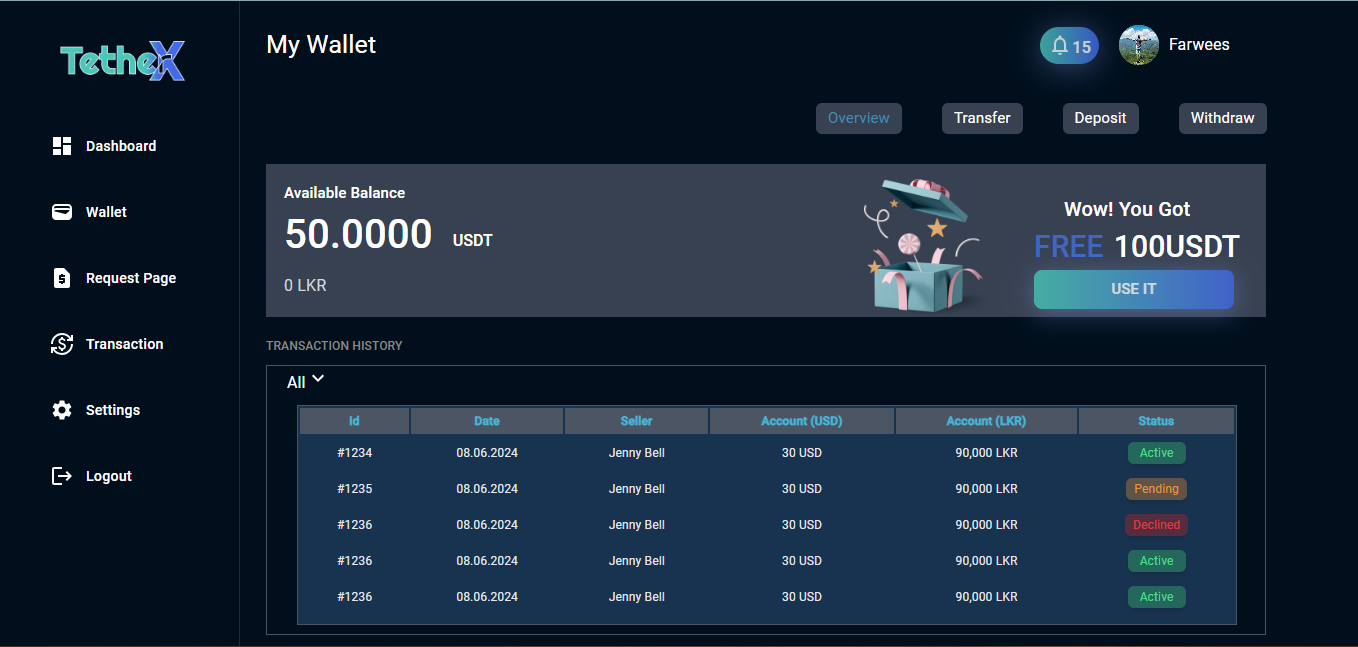 TetheX
My Wallet
15
Farwees
Dashboard
Wallet
Request Page
Transaction
Settings
Logout
Overview Transfer Deposit Withdraw
Available Balance
50.0000 USDT
0 LKR
Wow! You Got
FREE 100USDT
USE IT
TRANSACTION HISTORY
All
Id Date Seller Account (USD) Account (LKR) Status
#1234 08.06.2024 Jenny Bell 30 USD 90,000 LKR Active
#1235 08.06.2024 Jenny Bell 30 USD 90,000 LKR Pending
#1236 08.06.2024 Jenny Bell 30 USD 90,000 LKR Declined
#1236 08.06.2024 Jenny Bell 30 USD 90,000 LKR Active
#1236 08.06.2024 Jenny Bell 30 USD 90,000 LKR Active